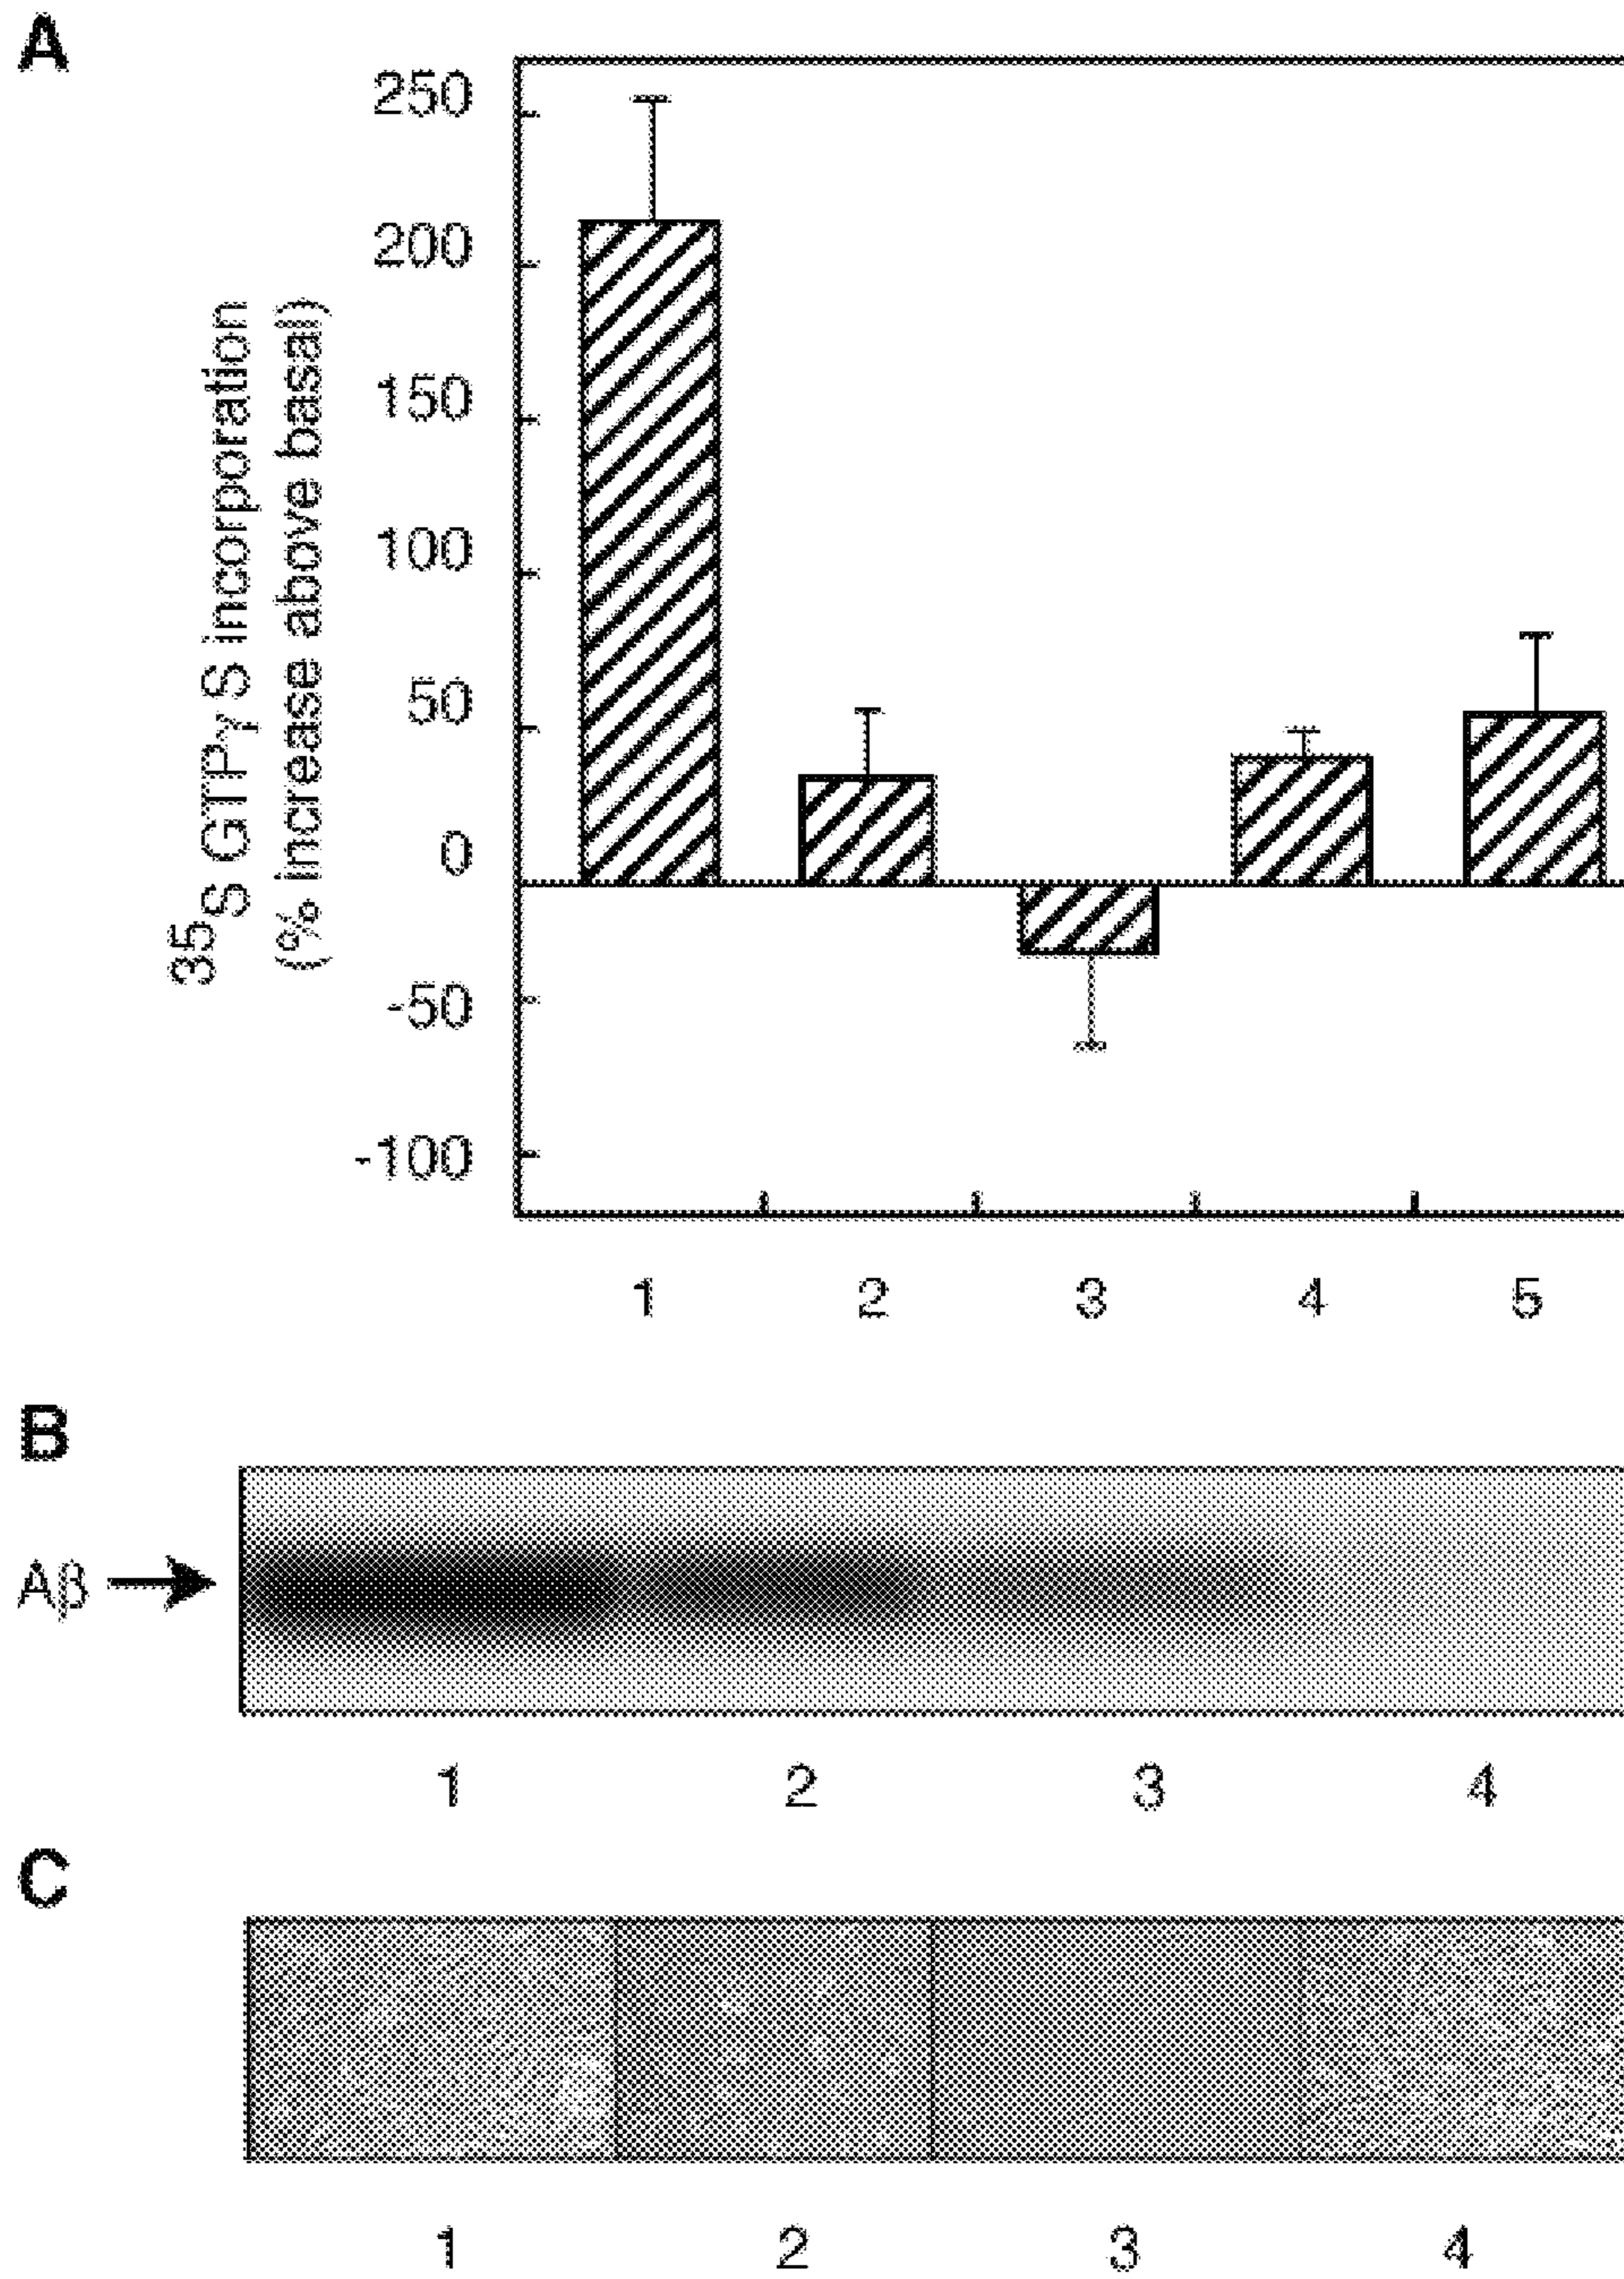 A
250
200
150
100
50
0
-50
-100
35S GTPγS incorporation
(% increase above basal)
1 2 3 4 5
B
Aβ
1 2 3 4
C
1 2 3 4